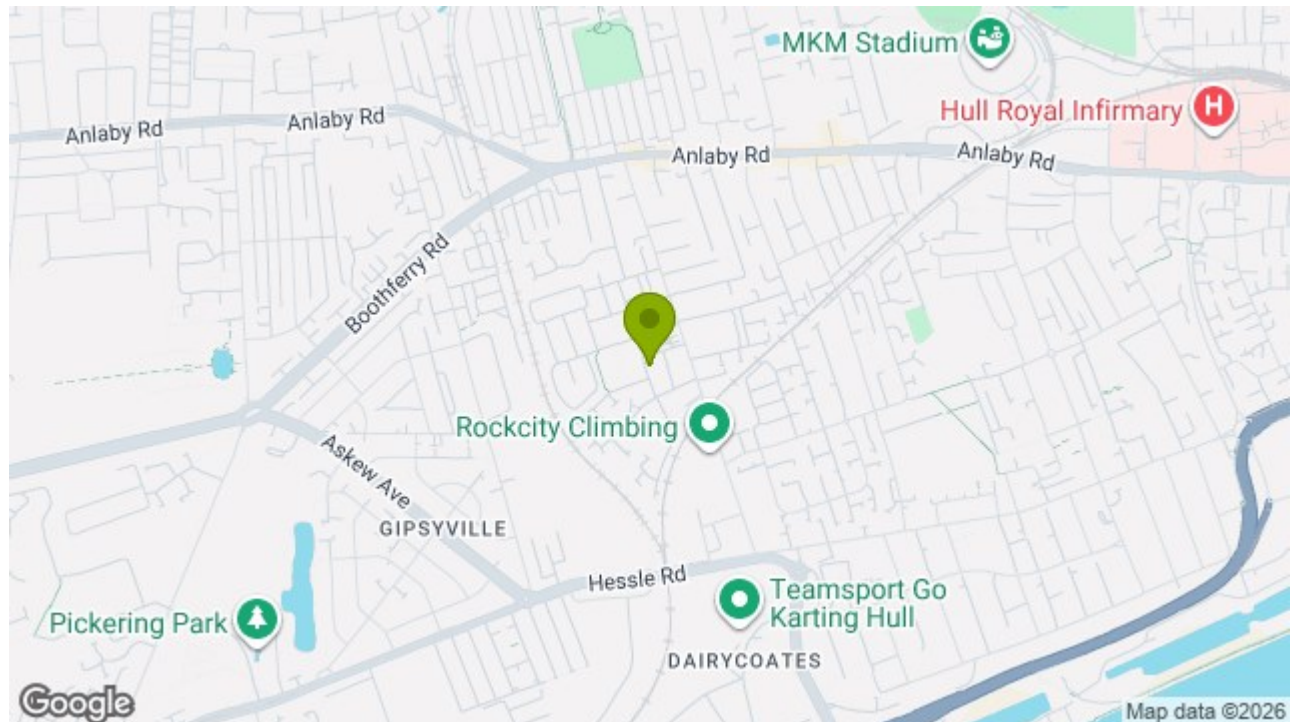 MKM Stadium
Hull Royal Infirmary
H
Anlaby Rd
Anlaby Rd
Anlaby Rd
Anlaby Rd
Boothferry Rd
Rockcity Climbing
Askew Ave
GIPSYVILLE
Hessle Rd
Teamsport Go
Karting Hull
Pickering Park
DAIRYCOATES
Google
Map data ©2026